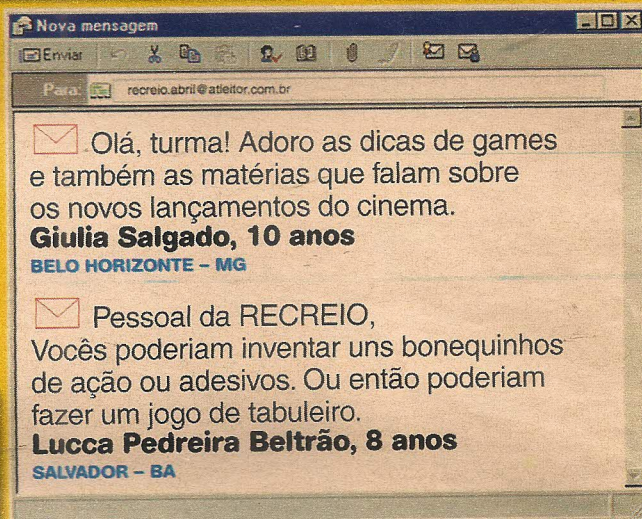 Nova mensagem
Enviar
Para: recreio.abril@atleitor.com.br
Olá, turma! Adoro as dicas de games
e também as matérias que falam sobre
os novos lançamentos do cinema.
Giulia Salgado, 10 anos
BELO HORIZONTE – MG
Pessoal da RECREIO,
Vocês poderiam inventar uns bonequinhos
de ação ou adesivos. Ou então poderiam
fazer um jogo de tabuleiro.
Lucca Pedreira Beltrão, 8 anos
SALVADOR – BA